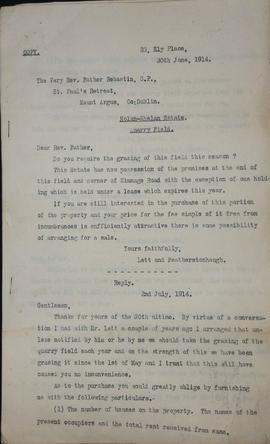 COPY.
33, Ely Place,
30th June, 1914.
The Very Rev. Father Sebastin, C.P.,
St. Paul's Retreat,
Mount Argus, Co:Dublin.
Nolan-Whelan Estate.
Quarry Field.
Dear Rev. Father,
Do you require the grazing of this field this season ?
This Estate has now possession of the premises at the end of
this field and corner of Kimmage Road with the exception of one hold-
ing which is held under a lease which expires this year.
If you are still interested in the purchase of this portion
of the property and your price for the fee simple of it free from
incumbrances is sufficiently attractive there is some possibility
of arranging for a sale.
Yours faithfully,
Lett and Featherstonhaugh.
- - - - - - - - - - -
Reply.
2nd July, 1914.
Gentlemen,
Thanks for yours of the 30th ultimo. By virtue of a conversa-
tion I had with Mr. Lett a couple of years ago I arranged that un-
less notified by him or he by me we should take the grazing of the
quarry field each year and on the strength of this we have been
grazing it since the 1st of May and I trust that this will have
caused you no inconvenience.
As to the purchase you would greatly oblige by furnishing
me with the following particulars.
(1) The number of houses on the property. The names of the
present occupiers and the total rent received from same.